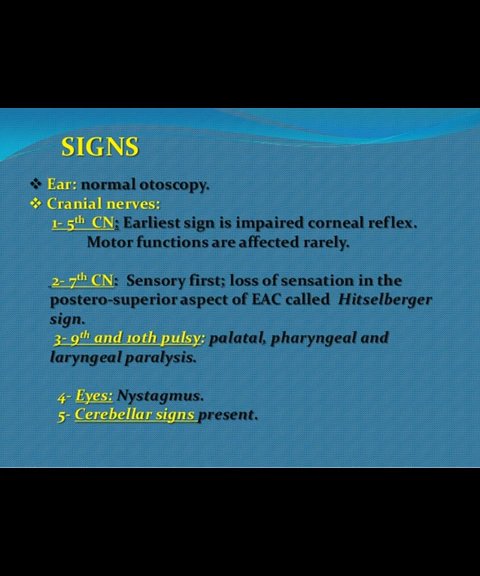 SIGNS
❖ Ear: normal otoscopy.
❖ Cranial nerves:
1- 5th CN: Earliest sign is impaired corneal reflex.
Motor functions are affected rarely.
2- 7th CN: Sensory first; loss of sensation in the
postero-superior aspect of EAC called Hitselberger
sign.
3- 9th and 10th pulsy: palatal, pharyngeal and
laryngeal paralysis.
4- Eyes: Nystagmus.
5- Cerebellar signs present.